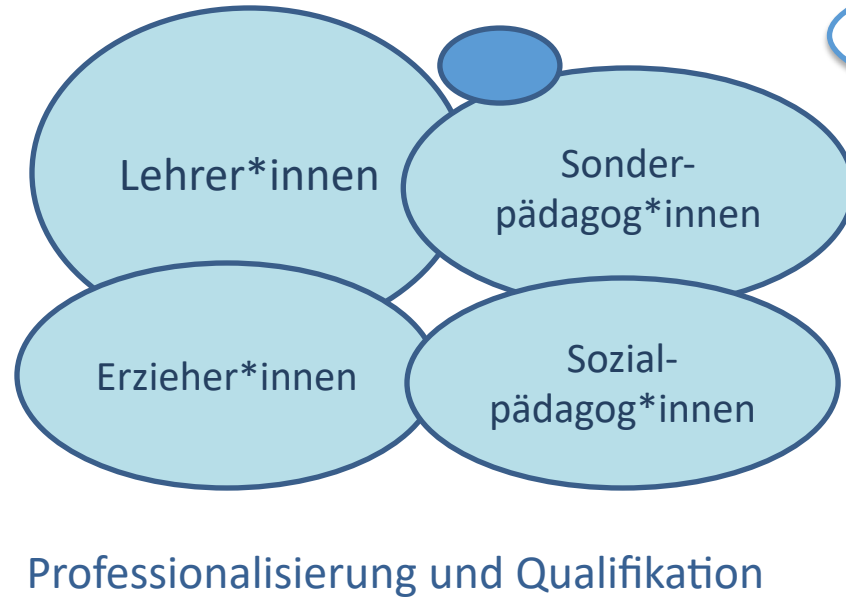 Lehrer*innen
Sonder-
pädagog*innen
Erzieher*innen
Sozial-
pädagog*innen
Professionalisierung und Qualifikation